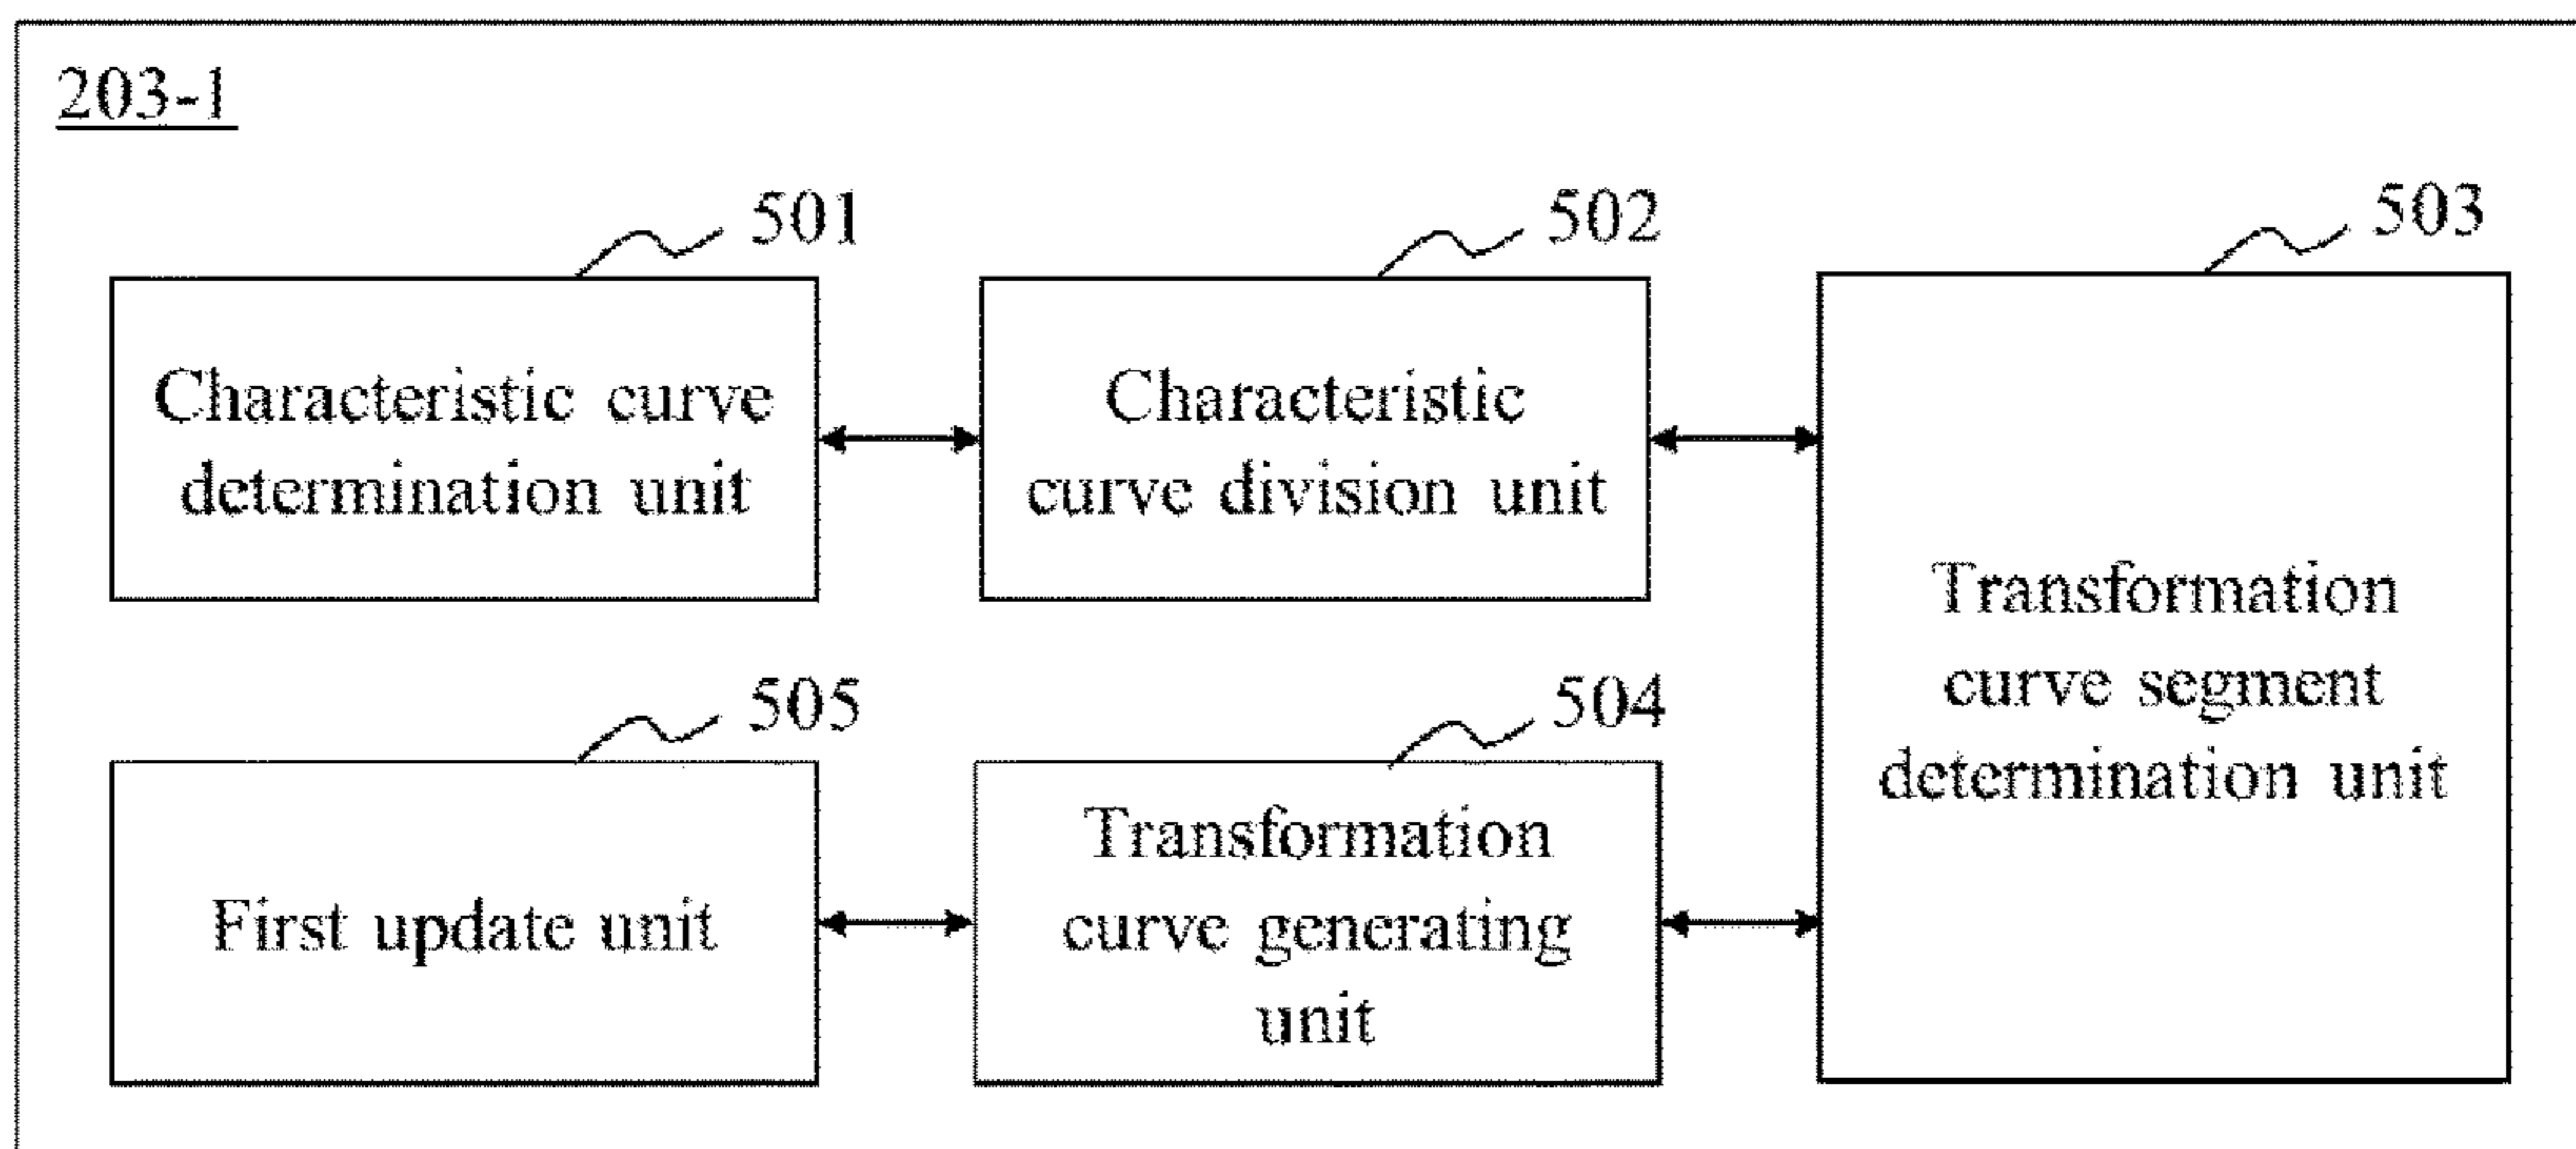 203-1
501
502
503
Characteristic curve
determination unit
Characteristic
curve division unit
Transformation
curve segment
determination unit
505
504
First update unit
Transformation
curve generating
unit